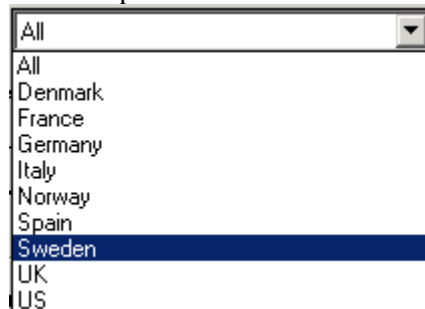 All
All
Denmark
France
Germany
Italy
Norway
Spain
Sweden
UK
US